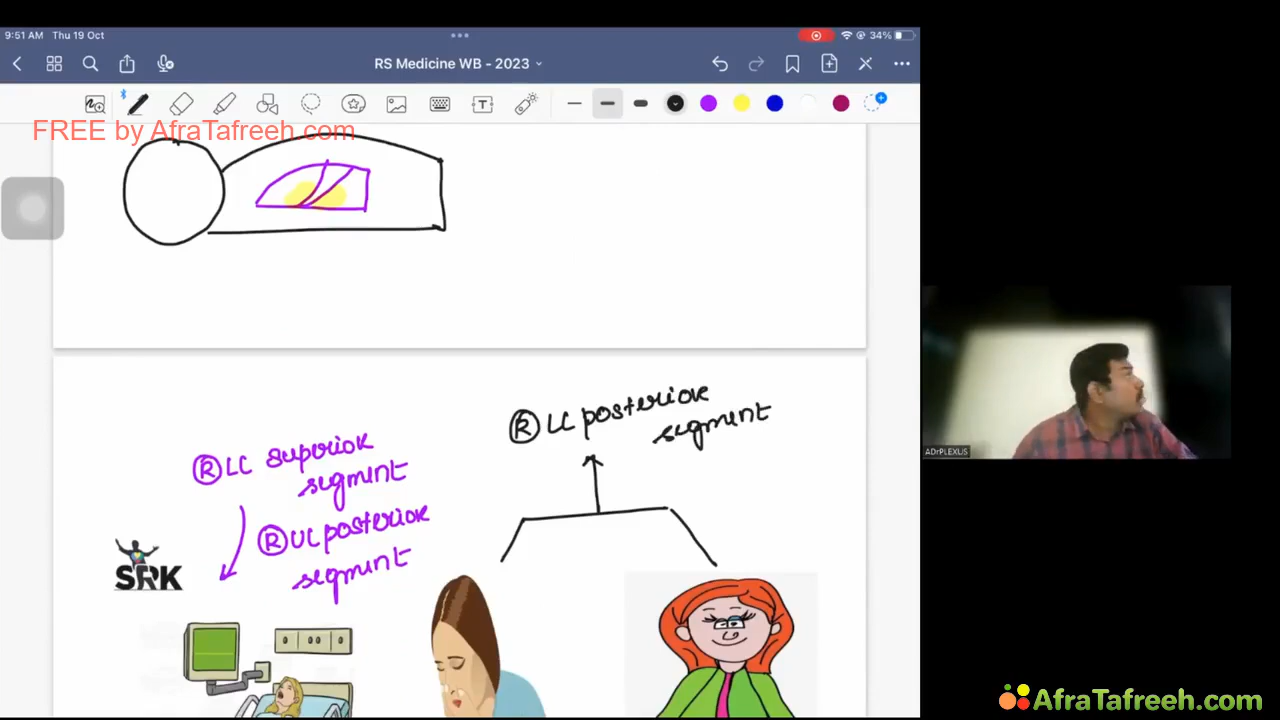 9:51 AM Thu 19 Oct
34%
RS Medicine WB - 2023
T
FREE by AfraTafreeh.com
R LL posterior
segment
R LL superior
segment
R UL posterior
segment
SRK
ADrPLEXUS
AfraTafreeh.com